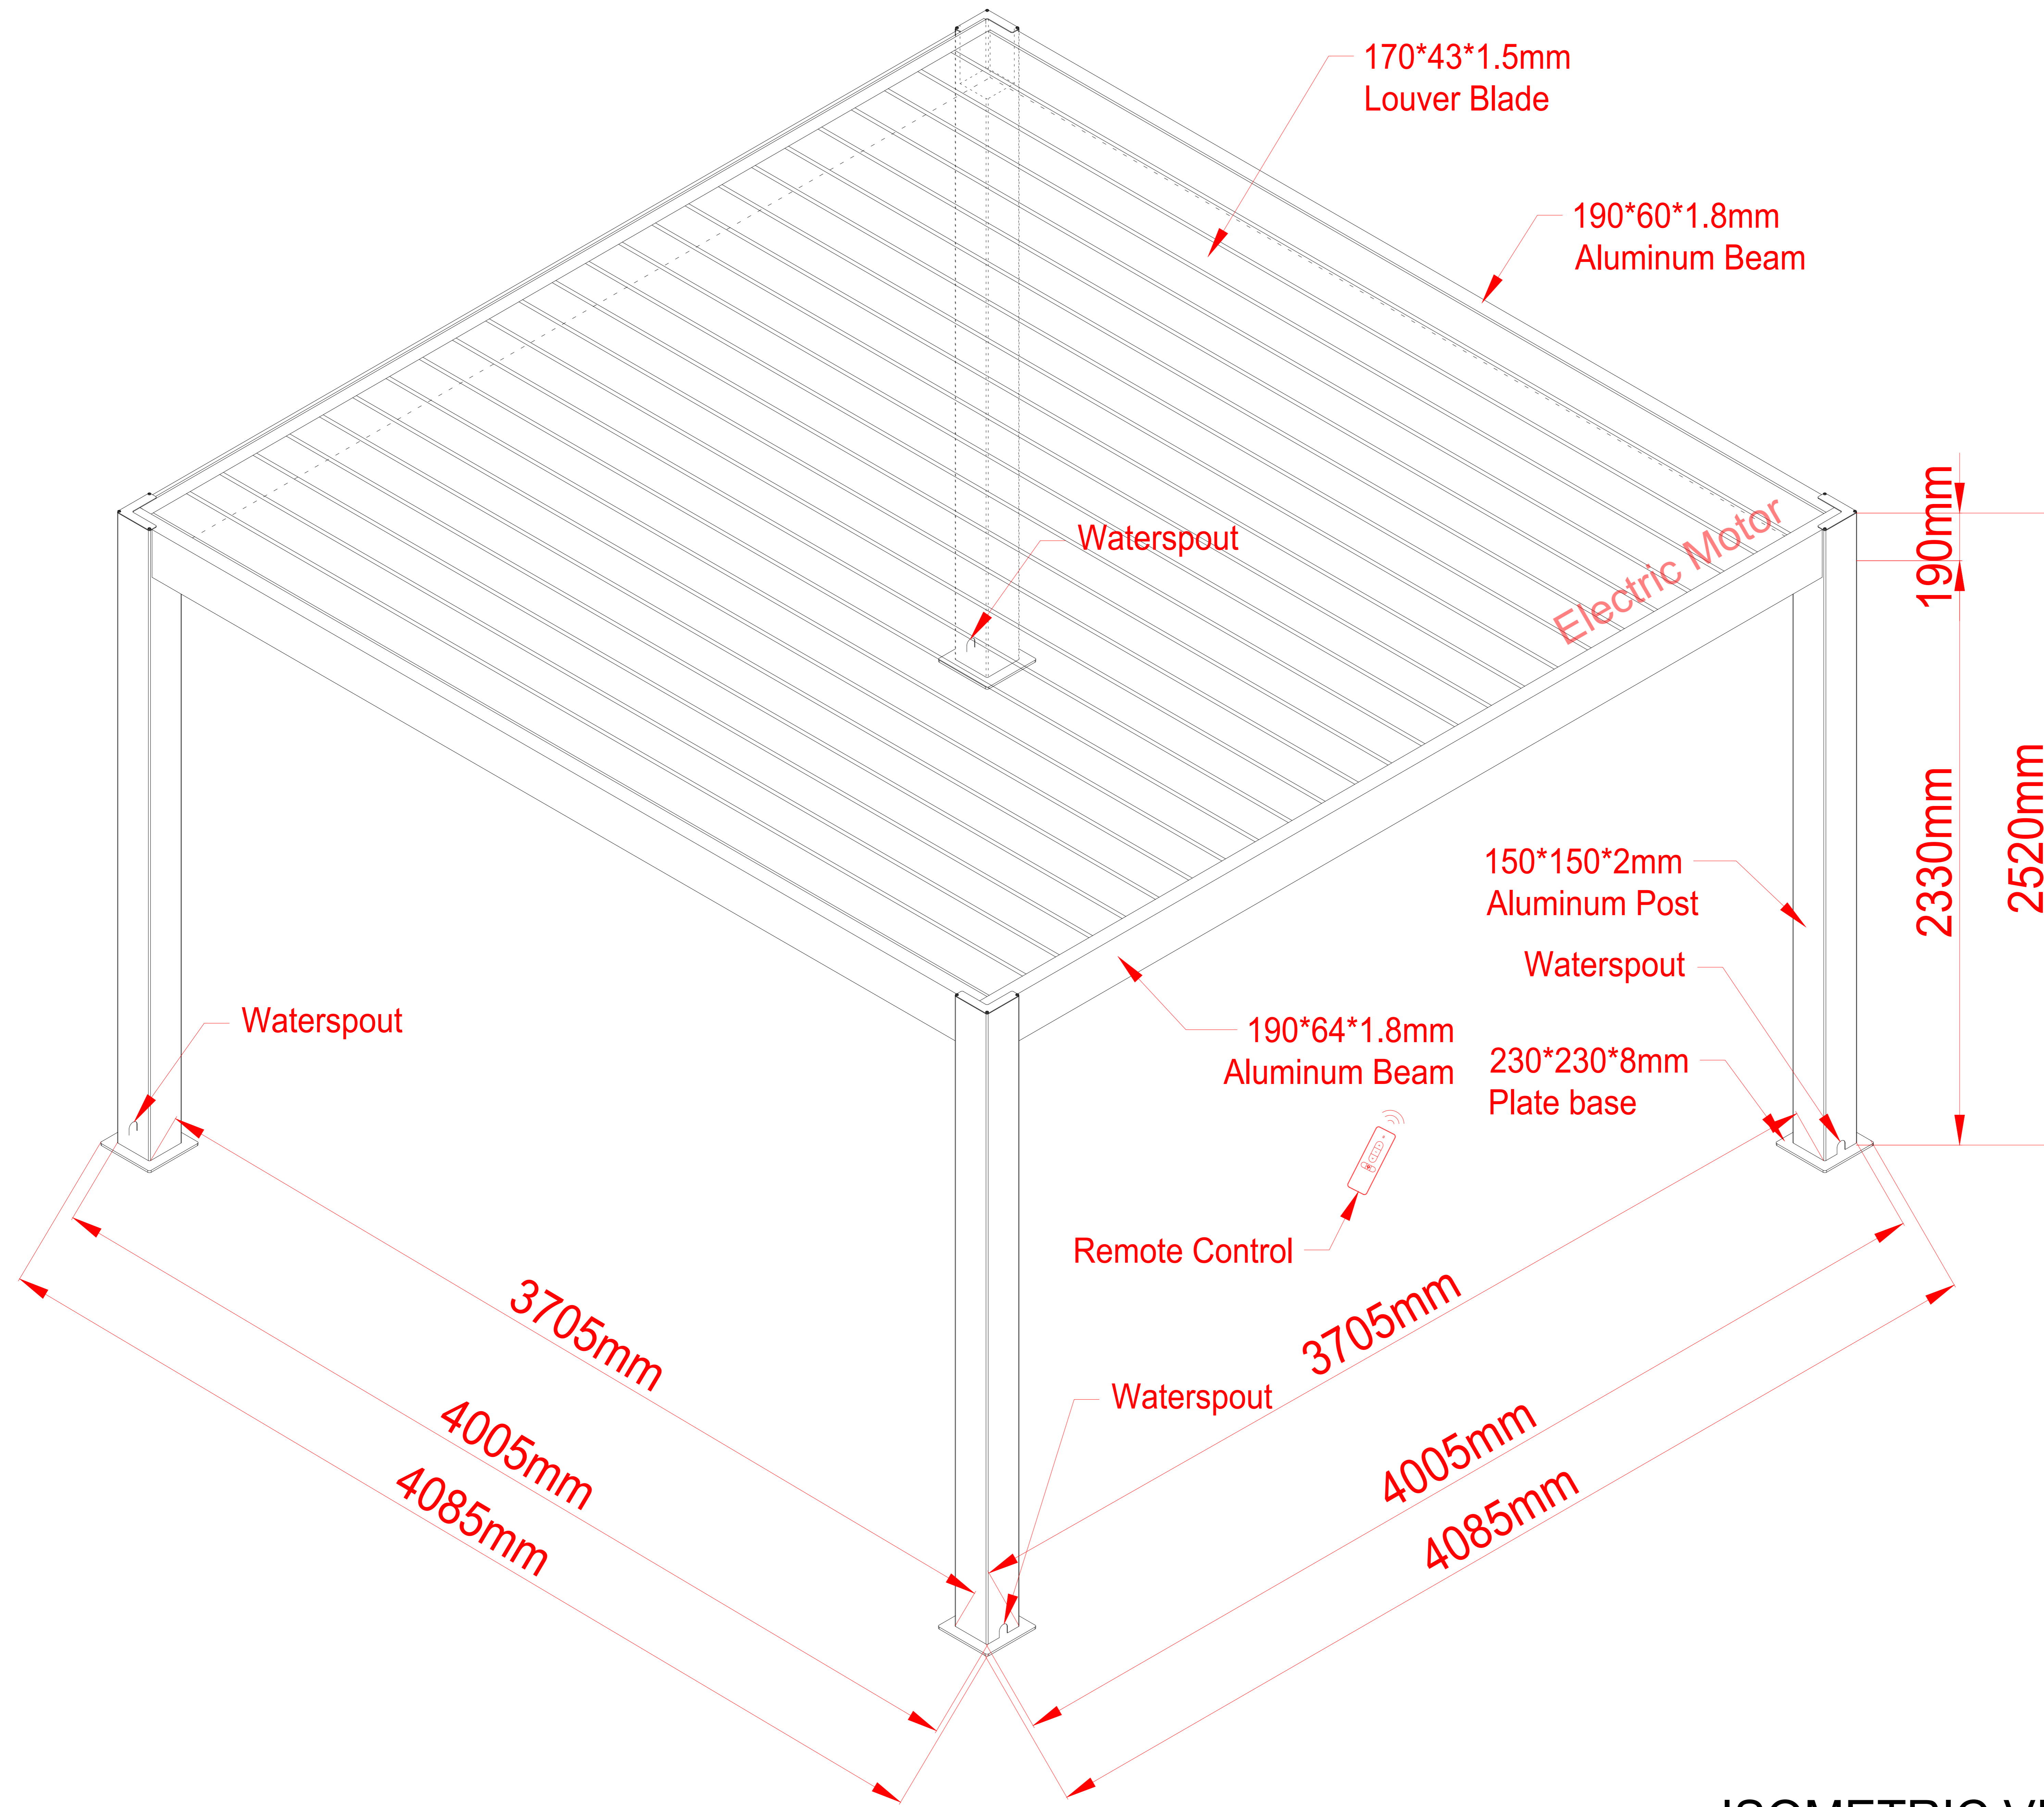 170*43*1.5mm
Louver Blade
190*60*1.8mm
Aluminum Beam
Electric Motor
Waterspout
190mm
2330mm
2520mm
150*150*2mm
Aluminum Post
Waterspout
Waterspout
190*64*1.8mm
Aluminum Beam
230*230*8mm
Plate base
Remote Control
3705mm
4005mm
4085mm
3705mm
4005mm
4085mm
Waterspout
ISOMETRIC